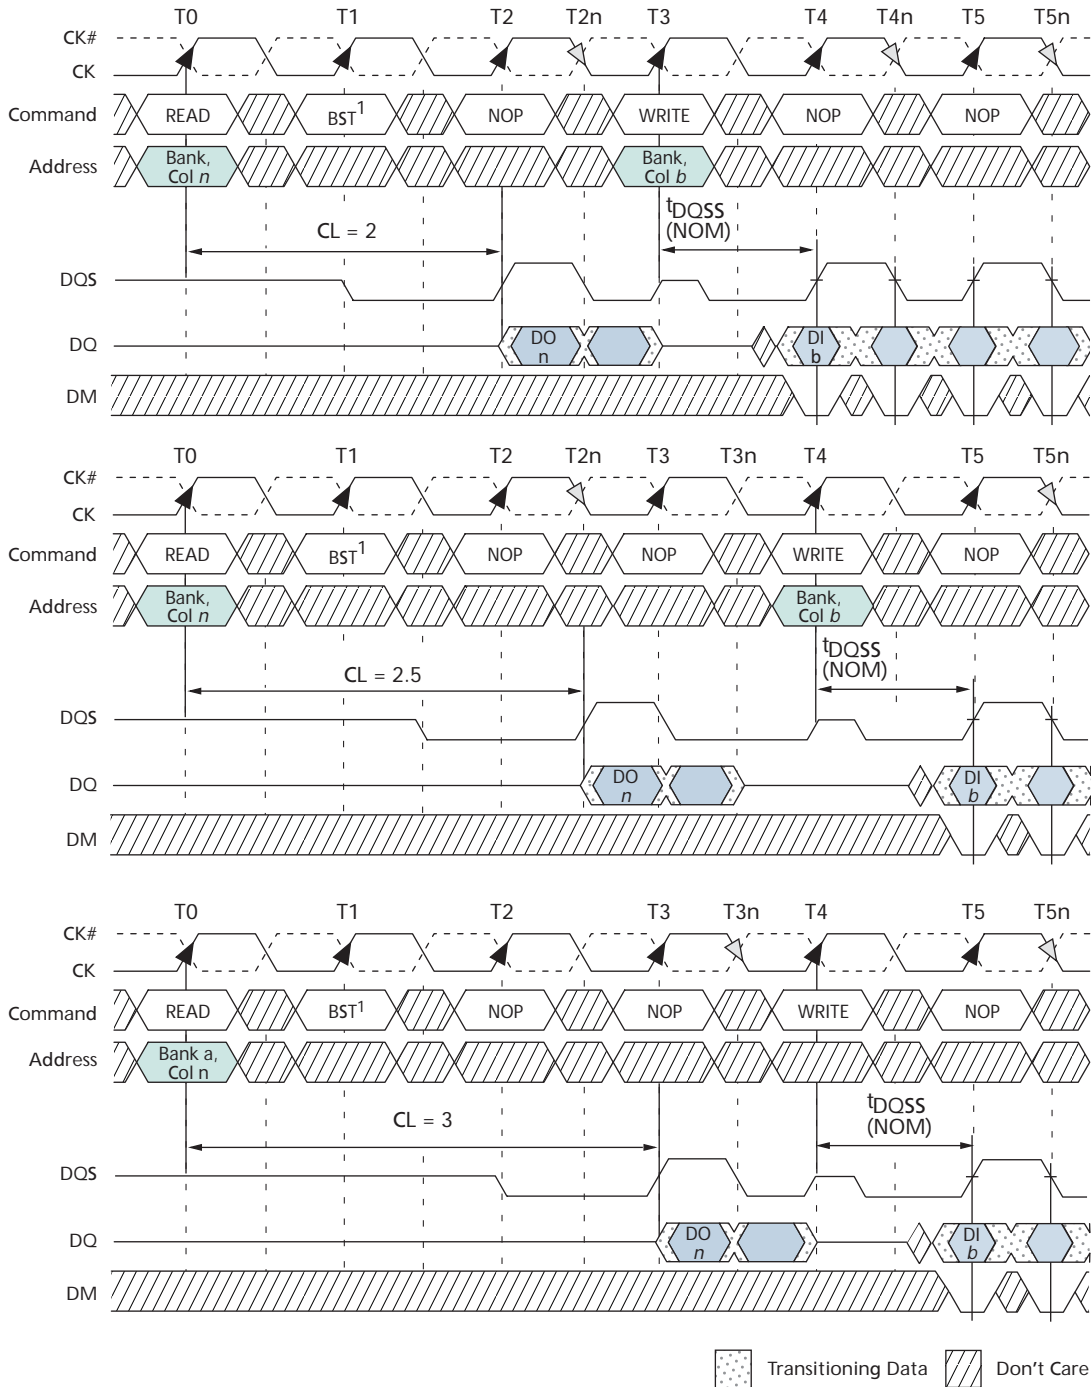 T0 T1 T2 T2n T3 T4 T4n T5 T5n
CK#
CK
Command READ BST1 NOP WRITE NOP NOP
Address Bank, Col n Bank, Col b
CL = 2 tDQSS (NOM)
DQS
DQ DO n DI b
DM
T0 T1 T2 T2n T3 T3n T4 T5 T5n
CK#
CK
Command READ BST1 NOP NOP WRITE NOP
Address Bank, Col n Bank, Col b
CL = 2.5 tDQSS (NOM)
DQS
DQ DO n DI b
DM
T0 T1 T2 T3 T3n T4 T5 T5n
CK#
CK
Command READ BST1 NOP NOP WRITE NOP
Address Bank a, Col n
CL = 3 tDQSS (NOM)
DQS
DQ DO n DI b
DM
Transitioning Data Don't Care